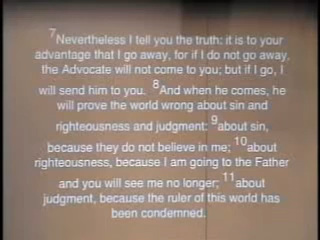 7Nevertheless I tell you the truth: it is to your
advantage that I go away, for if I do not go away,
the Advocate will not come to you; but if I go, I
will send him to you. 8And when he comes, he
will prove the world wrong about sin and
righteousness and judgment: 9about sin,
because they do not believe in me; 10about
righteousness, because I am going to the Father
and you will see me no longer; 11about
judgment, because the ruler of this world has
been condemned.